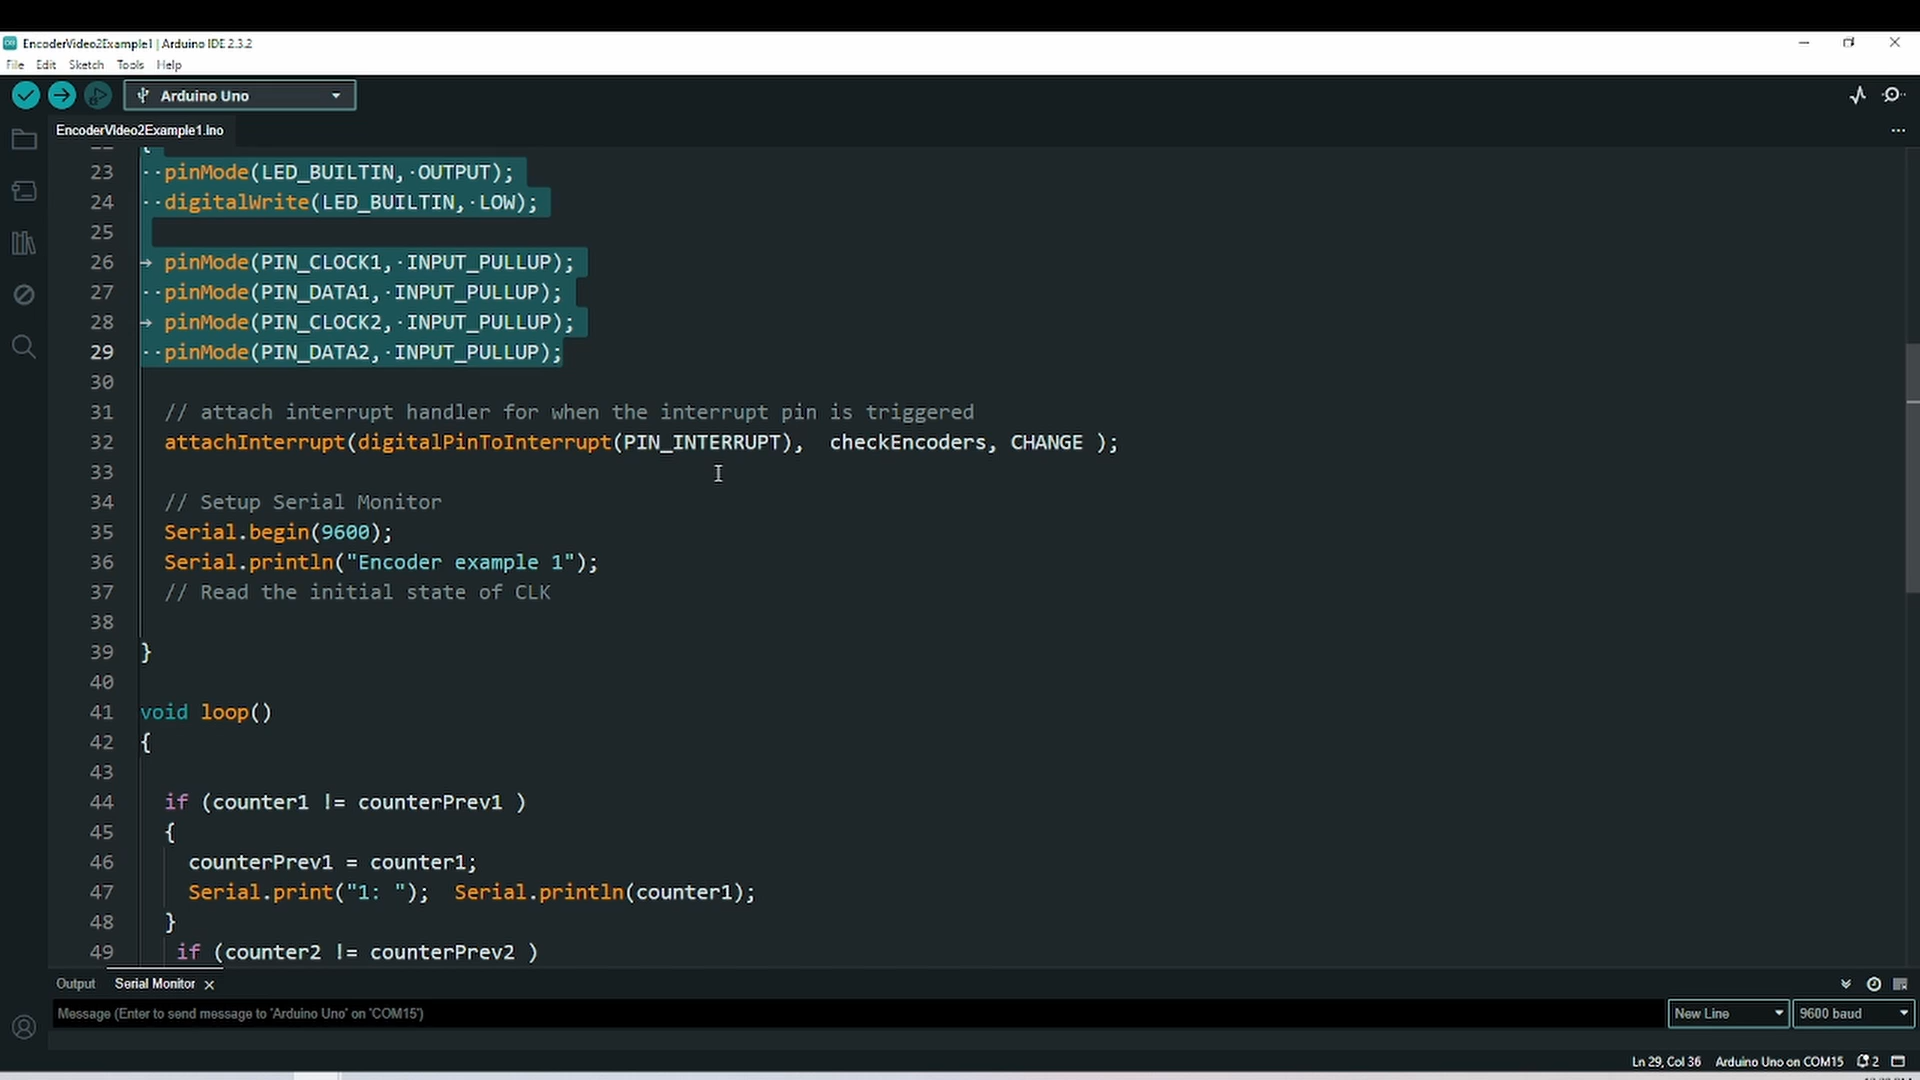 EncoderVideo2Example1 | Arduino IDE 2.3.2
File Edit Sketch Tools Help
Arduino Uno
EncoderVideo2Example1.ino
23 pinMode(LED_BUILTIN, OUTPUT);
24 digitalWrite(LED_BUILTIN, LOW);
25
26 pinMode(PIN_CLOCK1, INPUT_PULLUP);
27 pinMode(PIN_DATA1, INPUT_PULLUP);
28 pinMode(PIN_CLOCK2, INPUT_PULLUP);
29 pinMode(PIN_DATA2, INPUT_PULLUP);
30
31 // attach interrupt handler for when the interrupt pin is triggered
32 attachInterrupt(digitalPinToInterrupt(PIN_INTERRUPT), checkEncoders, CHANGE );
33
34 // Setup Serial Monitor
35 Serial.begin(9600);
36 Serial.println("Encoder example 1");
37 // Read the initial state of CLK
38
39 }
40
41 void loop()
42 {
43
44 if (counter1 != counterPrev1 )
45 {
46 counterPrev1 = counter1;
47 Serial.print("1: "); Serial.println(counter1);
48 }
49 if (counter2 != counterPrev2 )
Output Serial Monitor
Message (Enter to send message to 'Arduino Uno' on 'COM15')
New Line 9600 baud
Ln 29, Col 36 Arduino Uno on COM15 2